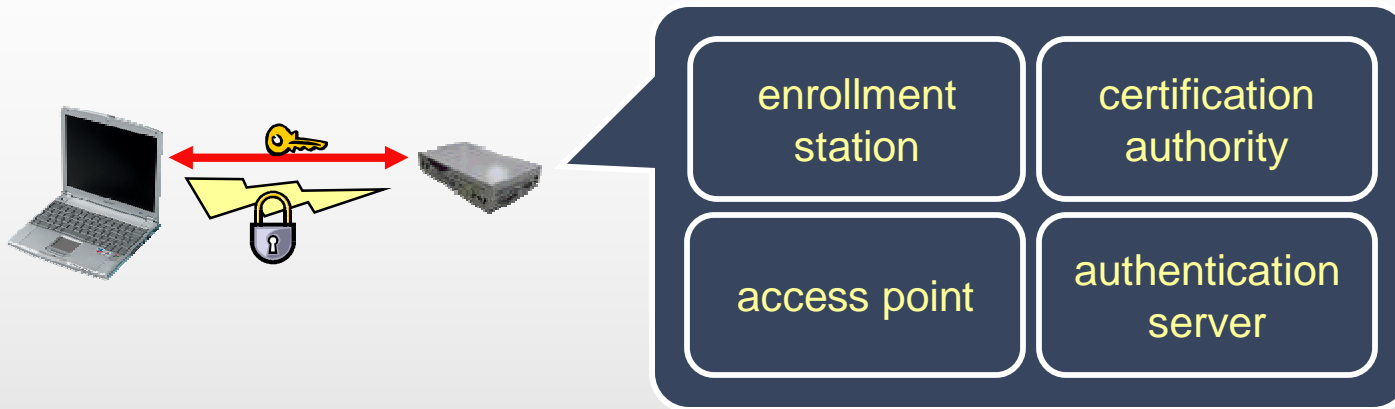 enrollment
station
certification
authority
access point
authentication
server